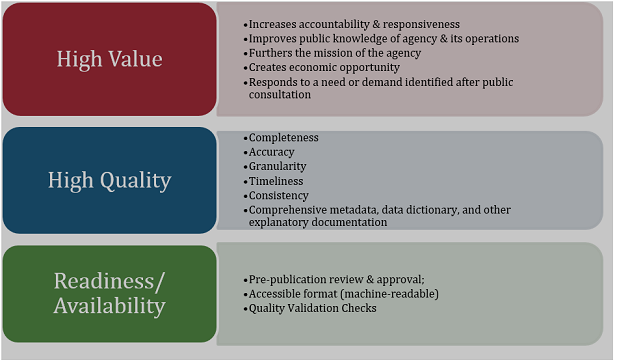 High Value
•Increases accountability & responsiveness
•Improves public knowledge of agency & its operations
•Furthers the mission of the agency
•Creates economic opportunity
•Responds to a need or demand identified after public
consultation
High Quality
•Completeness
•Accuracy
•Granularity
•Timeliness
•Consistency
•Comprehensive metadata, data dictionary, and other
explanatory documentation
Readiness/
Availability
•Pre-publication review & approval;
•Accessible format (machine-readable)
•Quality Validation Checks